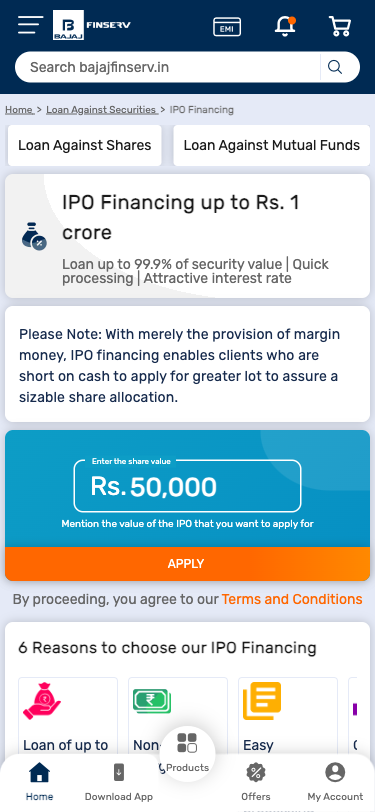 B
BAJAJ
FINSERV
EMI
Search bajajfinserv.in
Home > Loan Against Securities > IPO Financing
Loan Against Shares
Loan Against Mutual Funds
IPO Financing up to Rs. 1
crore
Loan up to 99.9% of security value | Quick
processing | Attractive interest rate
Please Note: With merely the provision of margin
money, IPO financing enables clients who are
short on cash to apply for greater lot to assure a
sizable share allocation.
Enter the share value
Rs. 50,000
Mention the value of the IPO that you want to apply for
APPLY
By proceeding, you agree to our Terms and Conditions
6 Reasons to choose our IPO Financing
Loan of up to
Easy
Products
Home
Download App
Offers
My Account